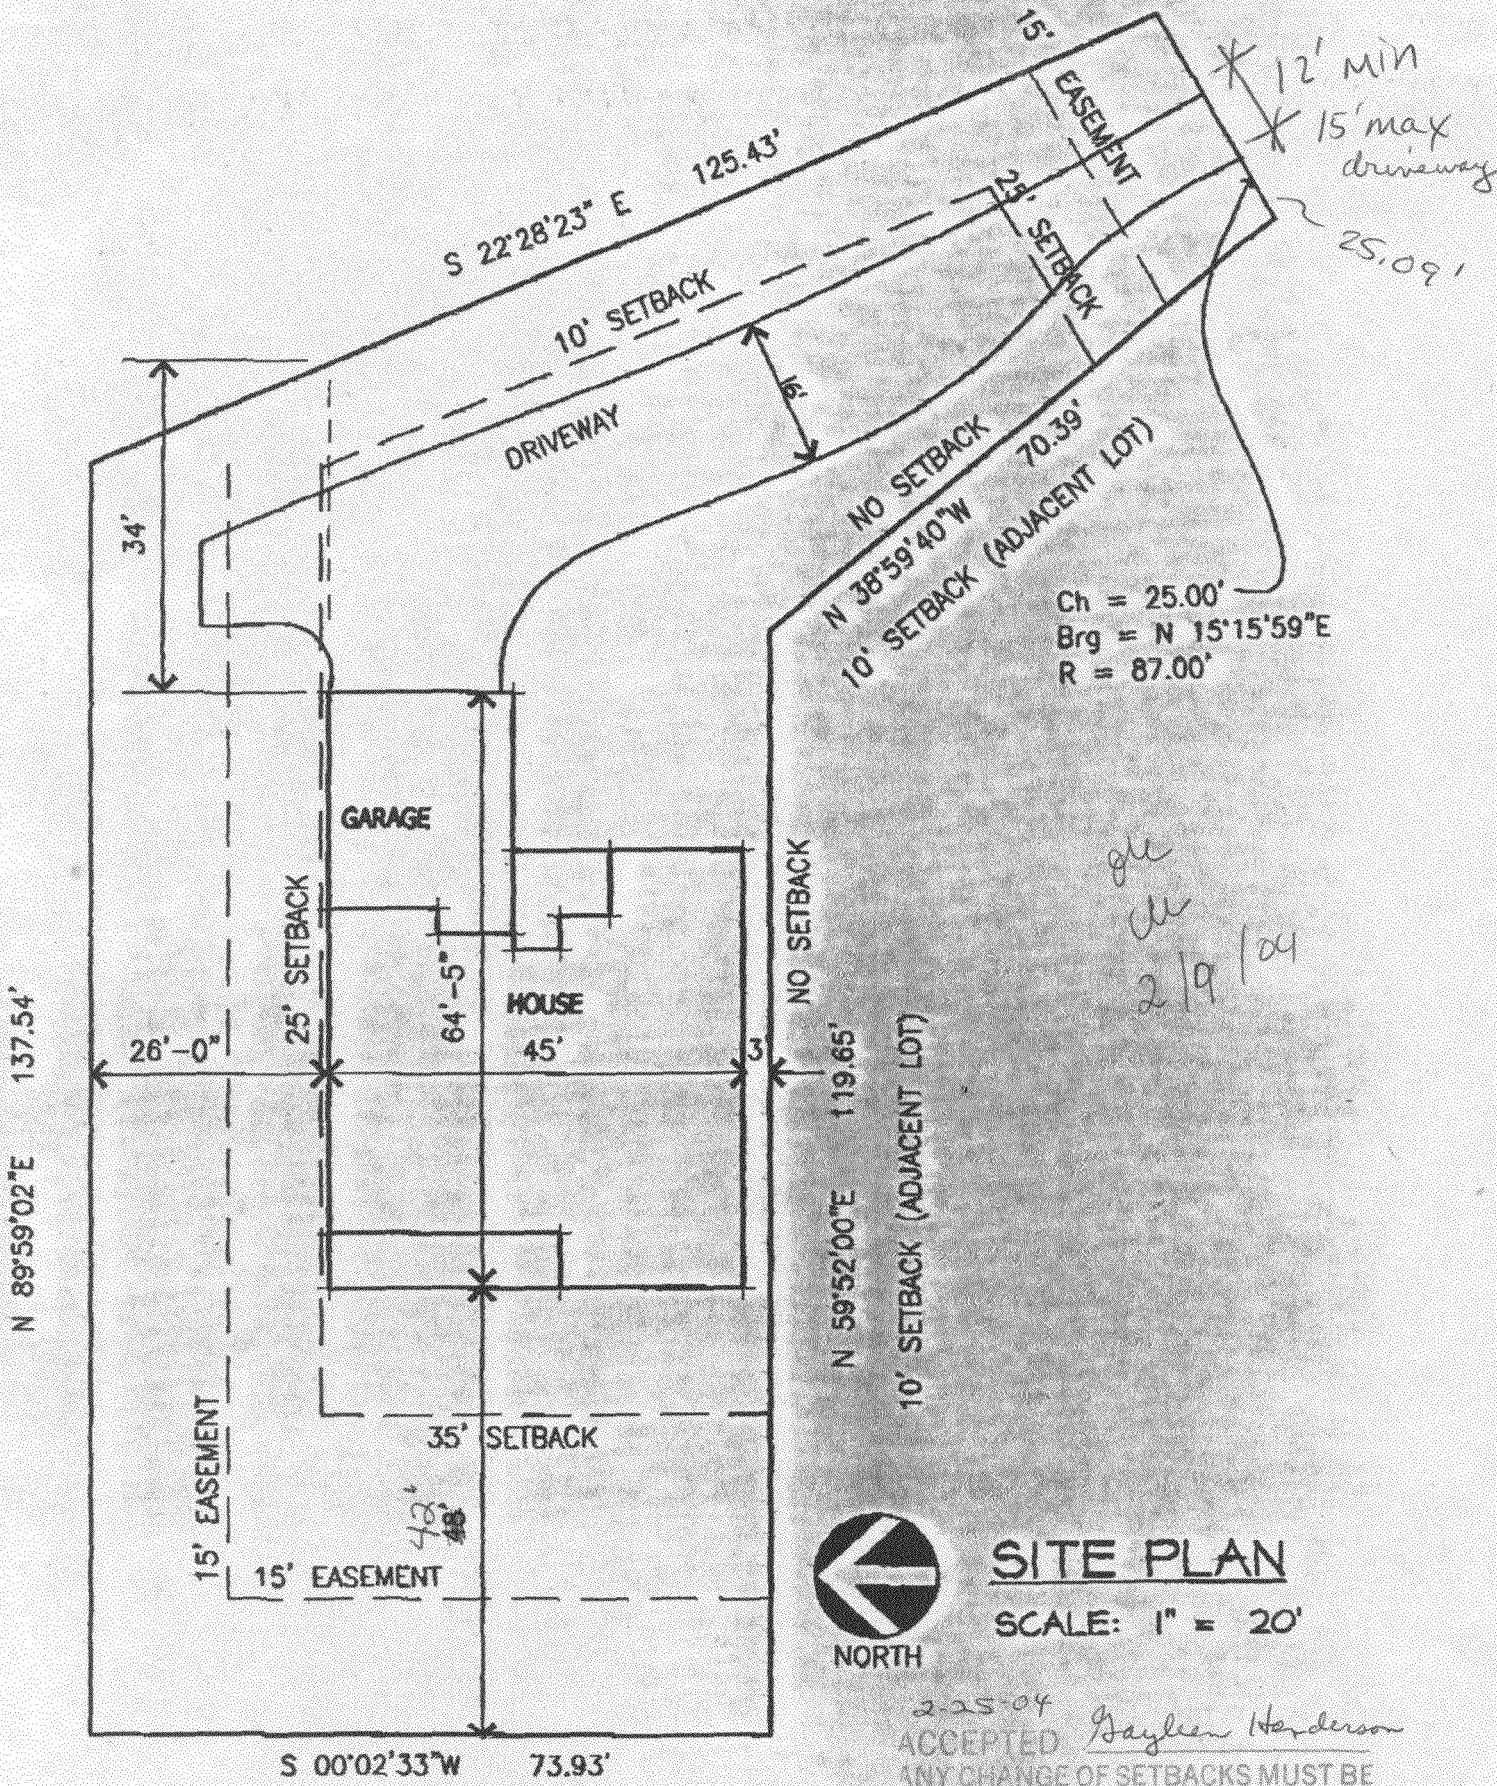 15'
EASEMENT
12' MIN
15' max
driveway
25.09'
125.43'
S 22°28'23" E
25'
SETBACK
10' SETBACK
16'
DRIVEWAY
34'
NO SETBACK
70.39'
N 38°59'40"W
10' SETBACK (ADJACENT LOT)
Ch = 25.00'
Brg = N 15°15'59"E
R = 87.00'
GARAGE
HOUSE
25' SETBACK
64'-5"
26'-0"
45'
3'
NO SETBACK
N 59°52'00"E 119.65'
10' SETBACK (ADJACENT LOT)
N 89°59'02"E 137.54'
2/9/04
35' SETBACK
42'
48'
15' EASEMENT
15' EASEMENT
NORTH
SITE PLAN
SCALE: 1" = 20'
S 00°02'33"W 73.93'
2-25-04
ACCEPTED Gayleen Henderson
ANY CHANGE OF SETBACKS MUST BE